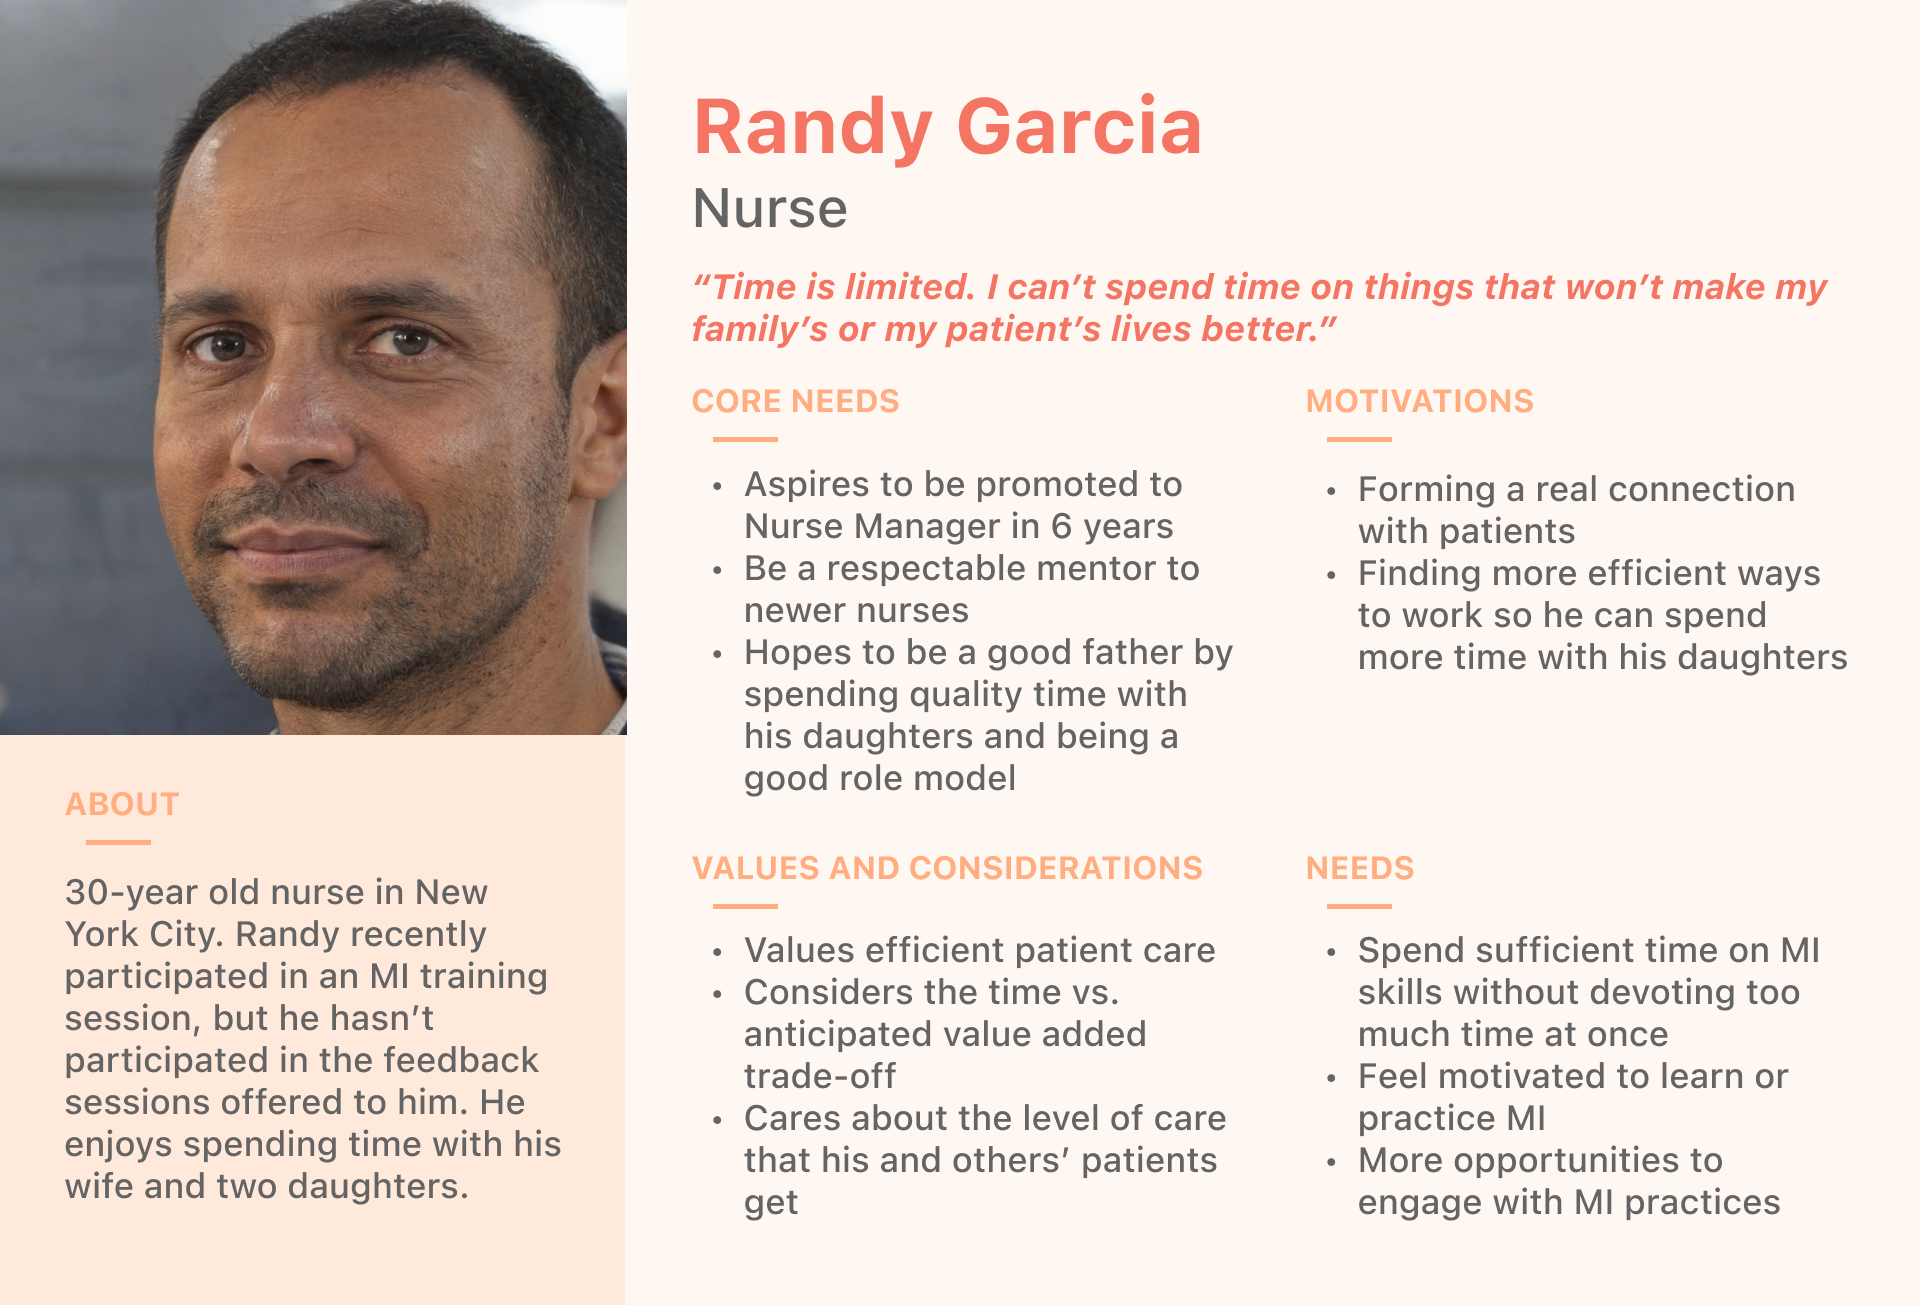 Randy Garcia
Nurse
“Time is limited. I can’t spend time on things that won’t make my
family’s or my patient’s lives better.”
CORE NEEDS
• Aspires to be promoted to
Nurse Manager in 6 years
• Be a respectable mentor to
newer nurses
• Hopes to be a good father by
spending quality time with
his daughters and being a
good role model
MOTIVATIONS
• Forming a real connection
with patients
• Finding more efficient ways
to work so he can spend
more time with his daughters
ABOUT
30-year old nurse in New
York City. Randy recently
participated in an MI training
session, but he hasn’t
participated in the feedback
sessions offered to him. He
enjoys spending time with his
wife and two daughters.
VALUES AND CONSIDERATIONS
• Values efficient patient care
• Considers the time vs.
anticipated value added
trade-off
• Cares about the level of care
that his and others’ patients
get
NEEDS
• Spend sufficient time on MI
skills without devoting too
much time at once
• Feel motivated to learn or
practice MI
• More opportunities to
engage with MI practices